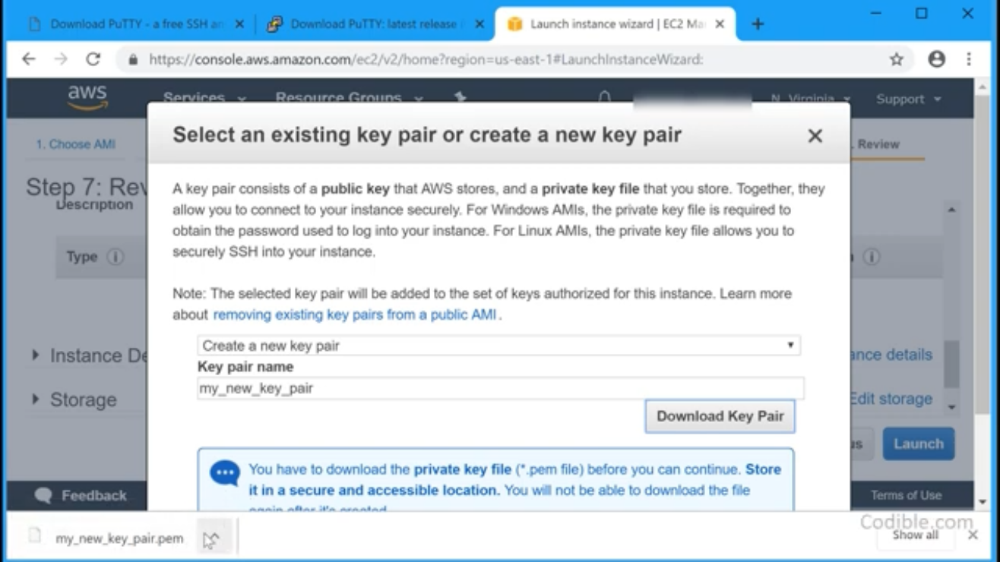 Download PuTTY - a free SSH an
Download PuTTY: latest release
Launch instance wizard | EC2 Ma
https://console.aws.amazon.com/ec2/v2/home?region=us-east-1#LaunchInstanceWizard:
aws
Services
Resource Groups
N. Virginia
Support
1. Choose AMI
Select an existing key pair or create a new key pair
. Review
Step 7: Rev
Description
A key pair consists of a public key that AWS stores, and a private key file that you store. Together, they
allow you to connect to your instance securely. For Windows AMIs, the private key file is required to
obtain the password used to log into your instance. For Linux AMIs, the private key file allows you to
securely SSH into your instance.
Type
Note: The selected key pair will be added to the set of keys authorized for this instance. Learn more
about removing existing key pairs from a public AMI.
Create a new key pair
Instance De
ance details
Key pair name
my_new_key_pair
Storage
Edit storage
Download Key Pair
us
Launch
You have to download the private key file (*.pem file) before you can continue. Store
it in a secure and accessible location. You will not be able to download the file
again after it's created.
Feedback
Terms of Use
my_new_key_pair.pem
Codible.com
Show all